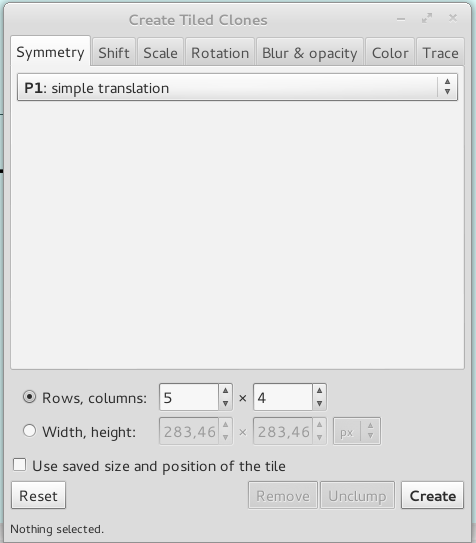 Create Tiled Clones
Symmetry Shift Scale Rotation Blur & opacity Color Trace
P1: simple translation
Rows, columns: 5 × 4
Width, height: 283,46 × 283,46 px
Use saved size and position of the tile
Reset Remove Unclump Create
Nothing selected.